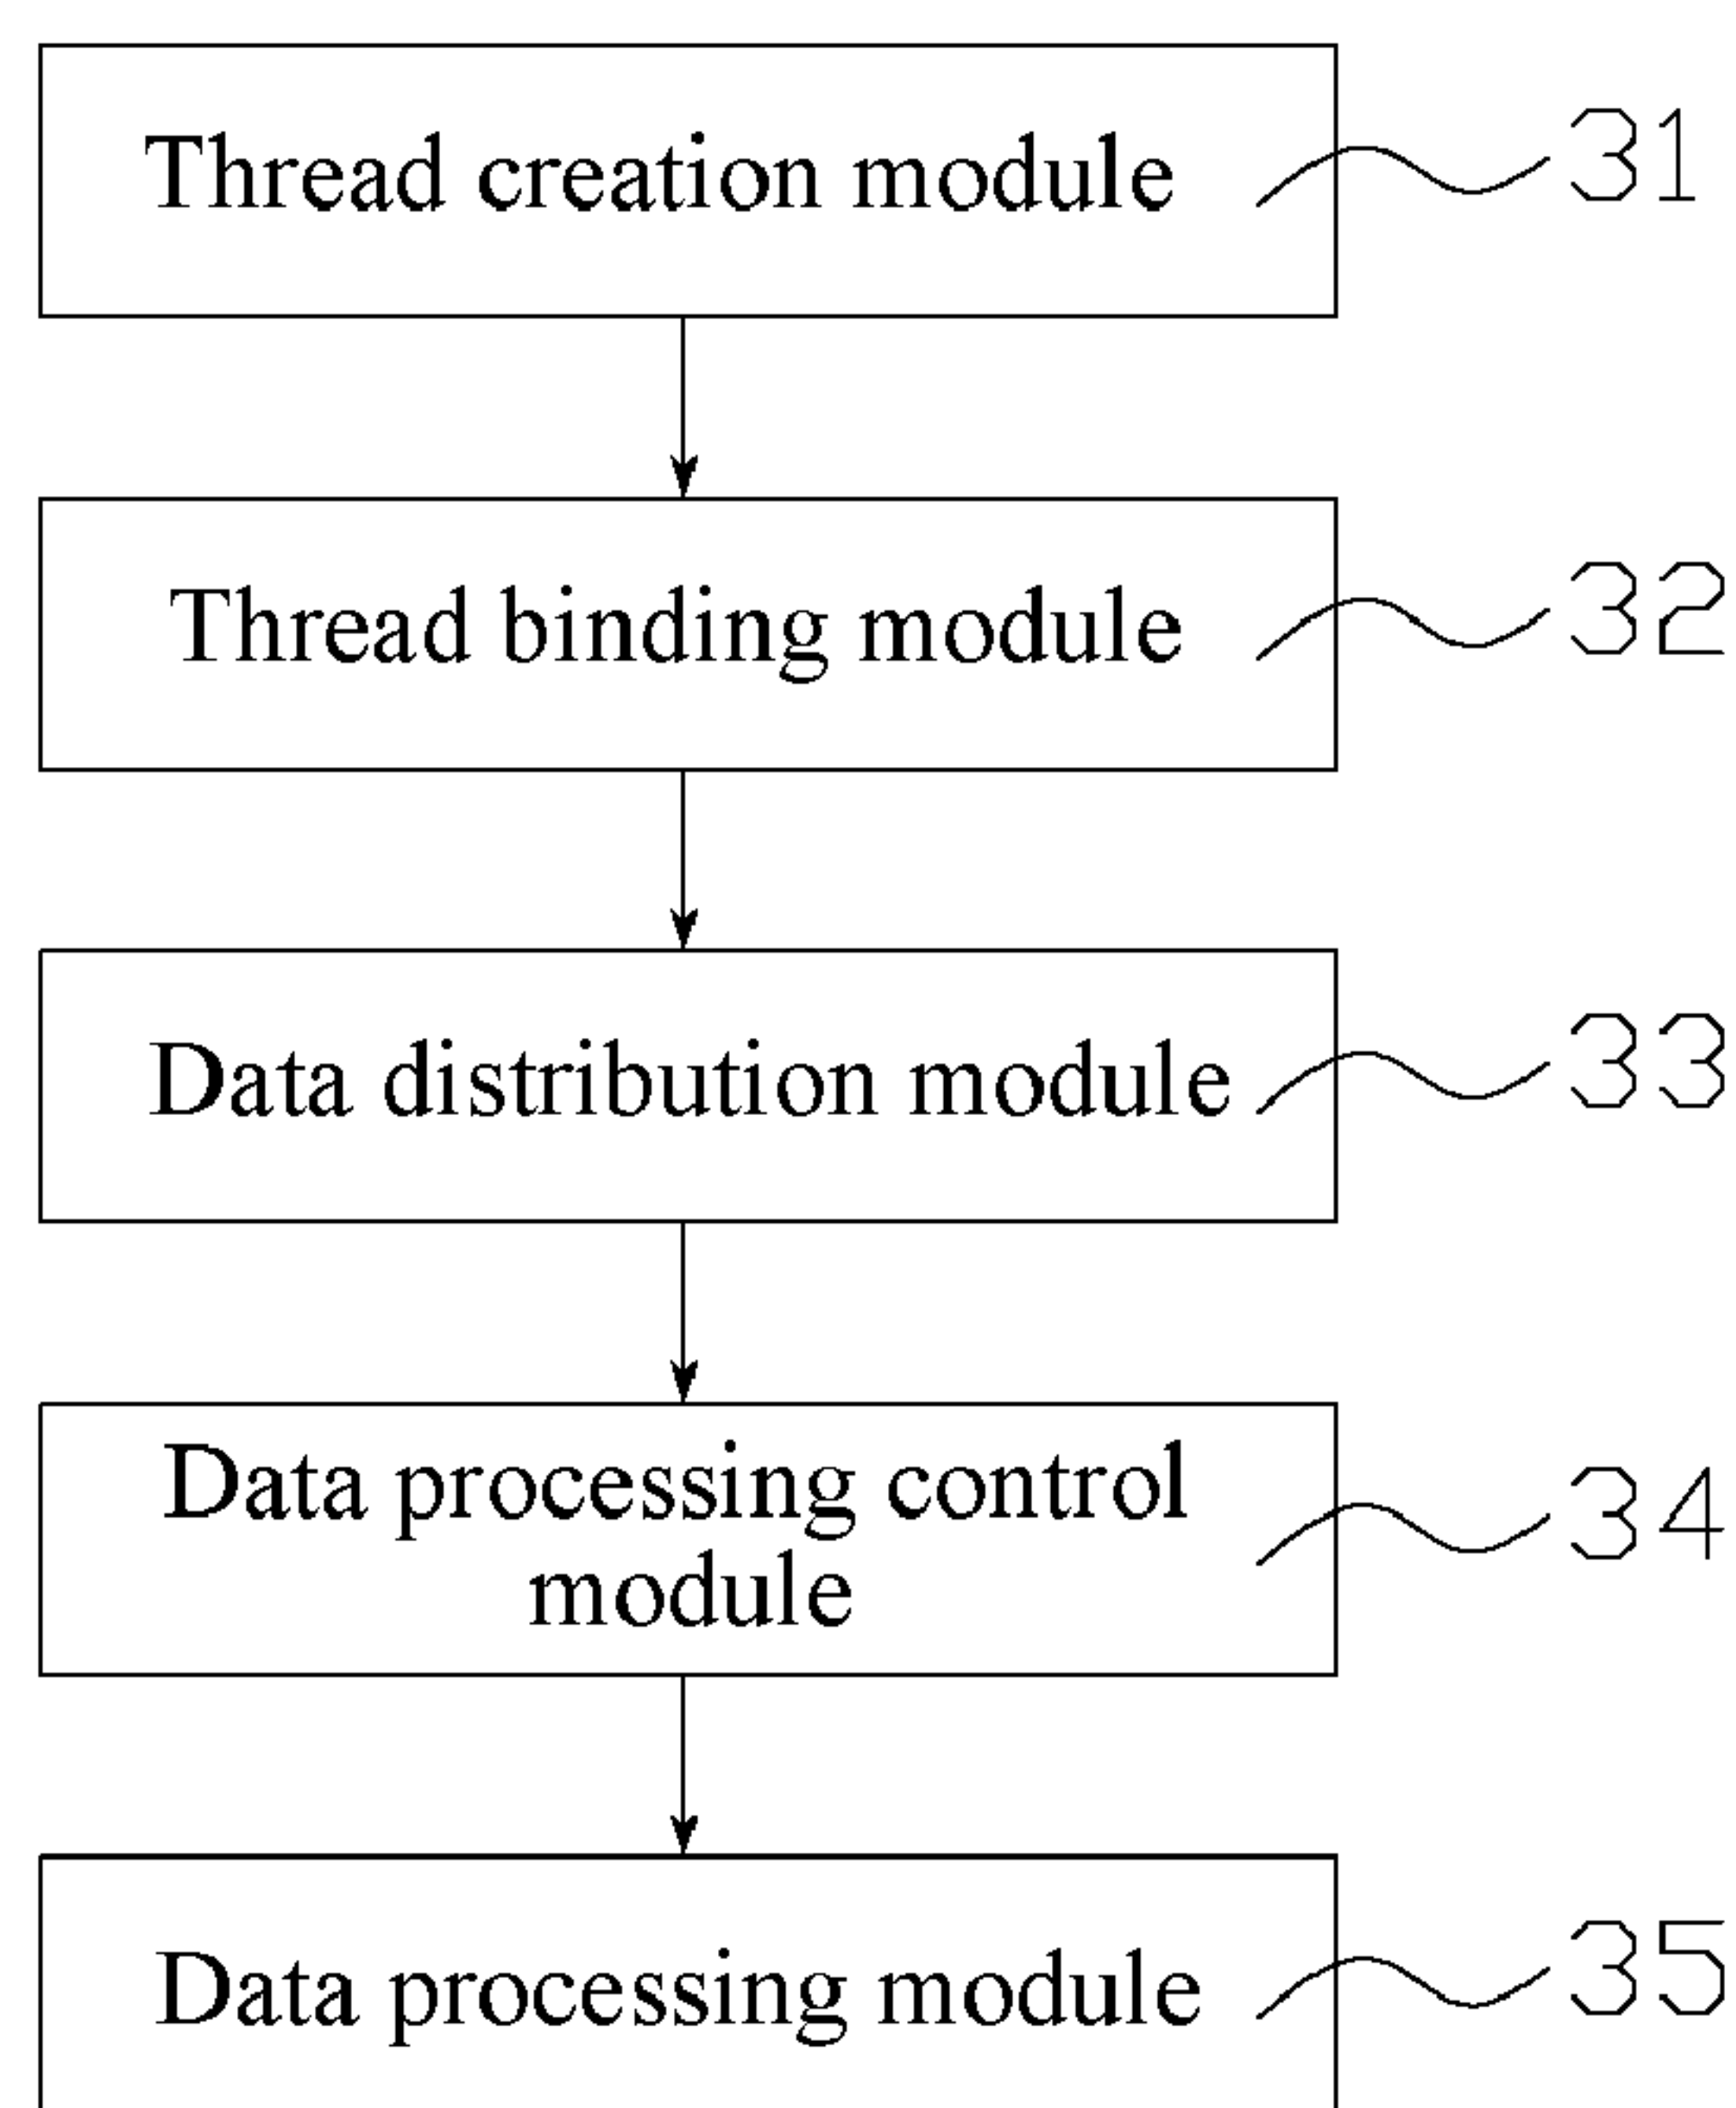 Thread creation module 31
Thread binding module 32
Data distribution module 33
Data processing control 34
module
Data processing module 35